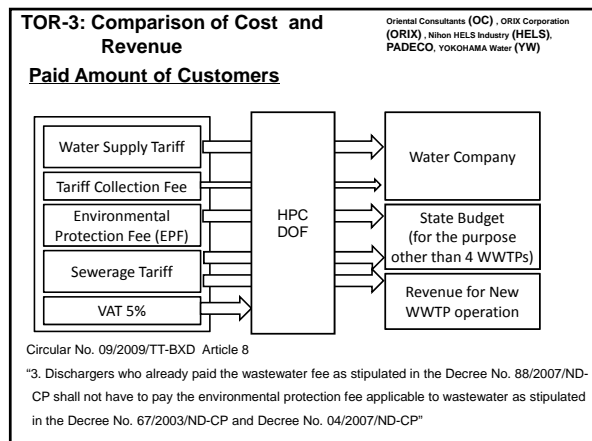 TOR-3: Comparison of Cost and
Revenue
Oriental Consultants (OC) , ORIX Corporation
(ORIX) , Nihon HELS Industry (HELS),
PADECO, YOKOHAMA Water (YW)
Paid Amount of Customers
Water Supply Tariff
Tariff Collection Fee
Environmental
Protection Fee (EPF)
Sewerage Tariff
VAT 5%
HPC
DOF
Water Company
State Budget
(for the purpose
other than 4 WWTPs)
Revenue for New
WWTP operation
Circular No. 09/2009/TT-BXD Article 8
“3. Dischargers who already paid the wastewater fee as stipulated in the Decree No. 88/2007/ND-
CP shall not have to pay the environmental protection fee applicable to wastewater as stipulated
in the Decree No. 67/2003/ND-CP and Decree No. 04/2007/ND-CP”